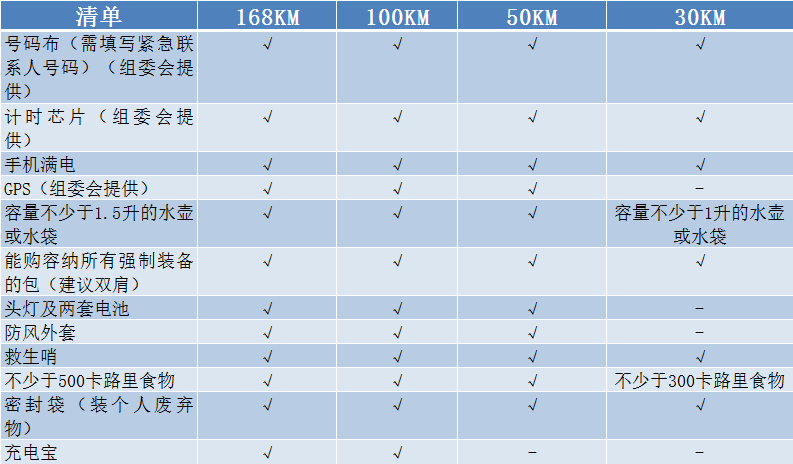 清单 168KM 100KM 50KM 30KM
号码布（需填写紧急联 √ √ √ √
系人号码）（组委会提
供）
计时芯片（组委会提 √ √ √ √
供）
手机满电 √ √ √ √
GPS（组委会提供） √ √ √ －
容量不少于1.5升的水壶 √ √ √ 容量不少于1升的水壶
或水袋 或水袋
能购容纳所有强制装备 √ √ √ √
的包（建议双肩）
头灯及两套电池 √ √ √ －
防风外套 √ √ √ －
救生哨 √ √ √ √
不少于500卡路里食物 √ √ √ 不少于300卡路里食物
密封袋（装个人废弃 √ √ √ √
物）
充电宝 √ √ － －